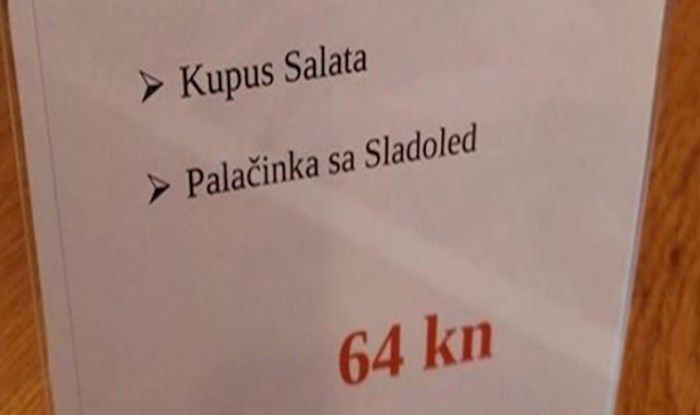 Kupus Salata
Palačinka sa Sladoled
64 kn